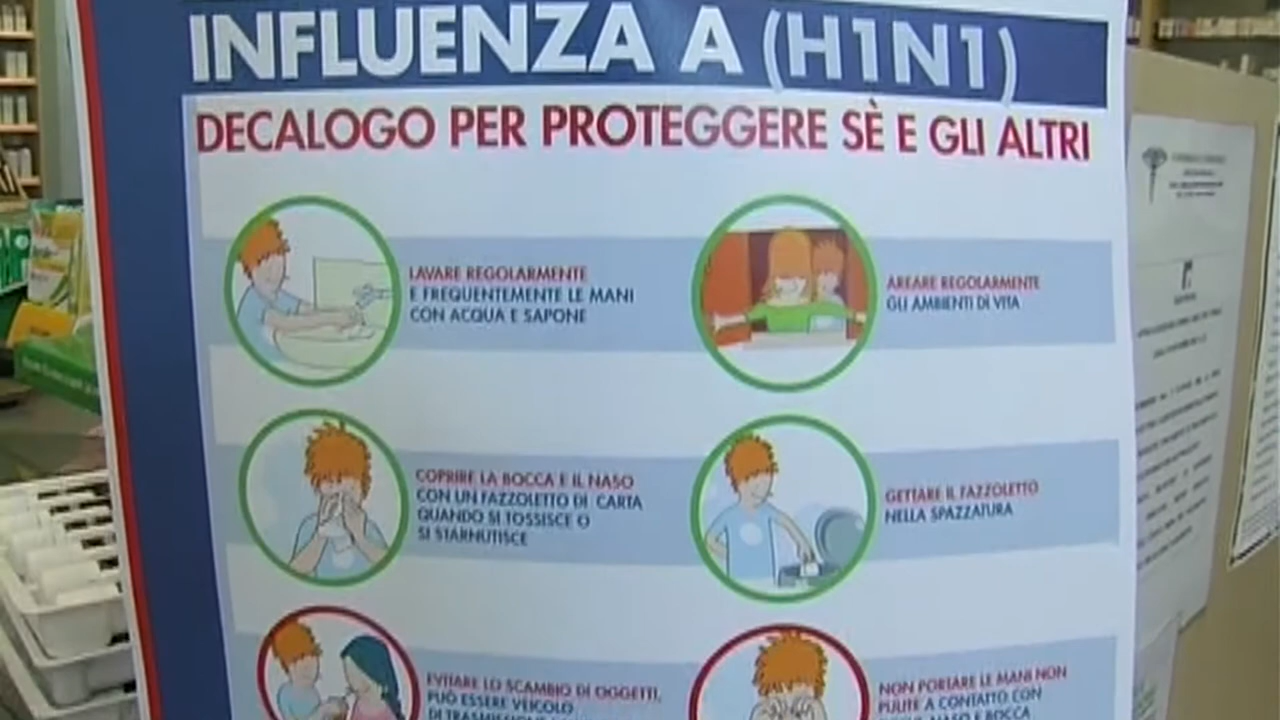 INFLUENZA A (H1N1)
DECALOGO PER PROTEGGERE SÈ E GLI ALTRI
LAVARE REGOLARMENTE
E FREQUENTEMENTE LE MANI
CON ACQUA E SAPONE
AREARE REGOLARMENTE
GLI AMBIENTI DI VITA
COPRIRE LA BOCCA E IL NASO
CON UN FAZZOLETTO DI CARTA
QUANDO SI TOSSISCE O
SI STARNUTISCE
GETTARE IL FAZZOLETTO
NELLA SPAZZATURA
EVITARE LO SCAMBIO DI OGGETTI,
PUÒ ESSERE VEICOLO
NON PORTARE LE MANI NON
PULITE A CONTATTO CON